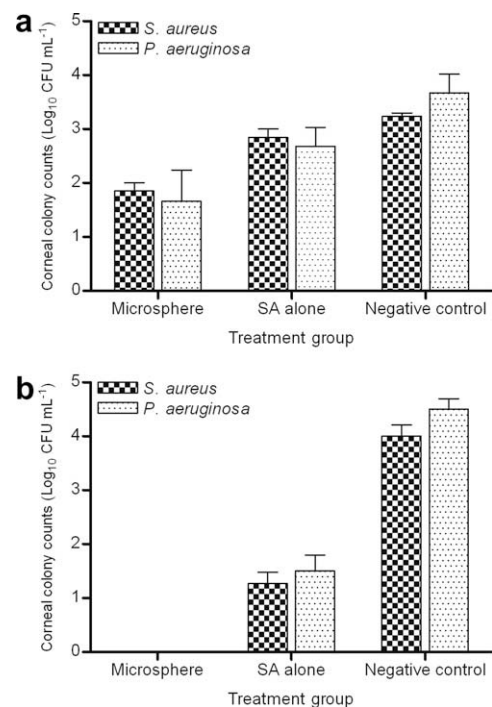 a
S. aureus
P. aeruginosa
Corneal colony counts (Log10 CFU mL-1)
5
4
3
2
1
0
Microsphere SA alone Negative control
Treatment group
b
S. aureus
P. aeruginosa
Corneal colony counts (Log10 CFU mL-1)
5
4
3
2
1
0
Microsphere SA alone Negative control
Treatment group